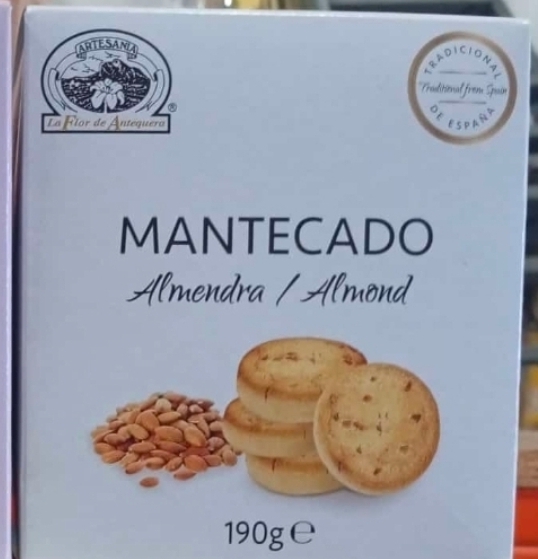 ARTESANIA
La Flor de Antequera
®
TRADICIONAL
Traditional from Spain
DE ESPAÑA
MANTECADO
Almendra / Almond
190g e